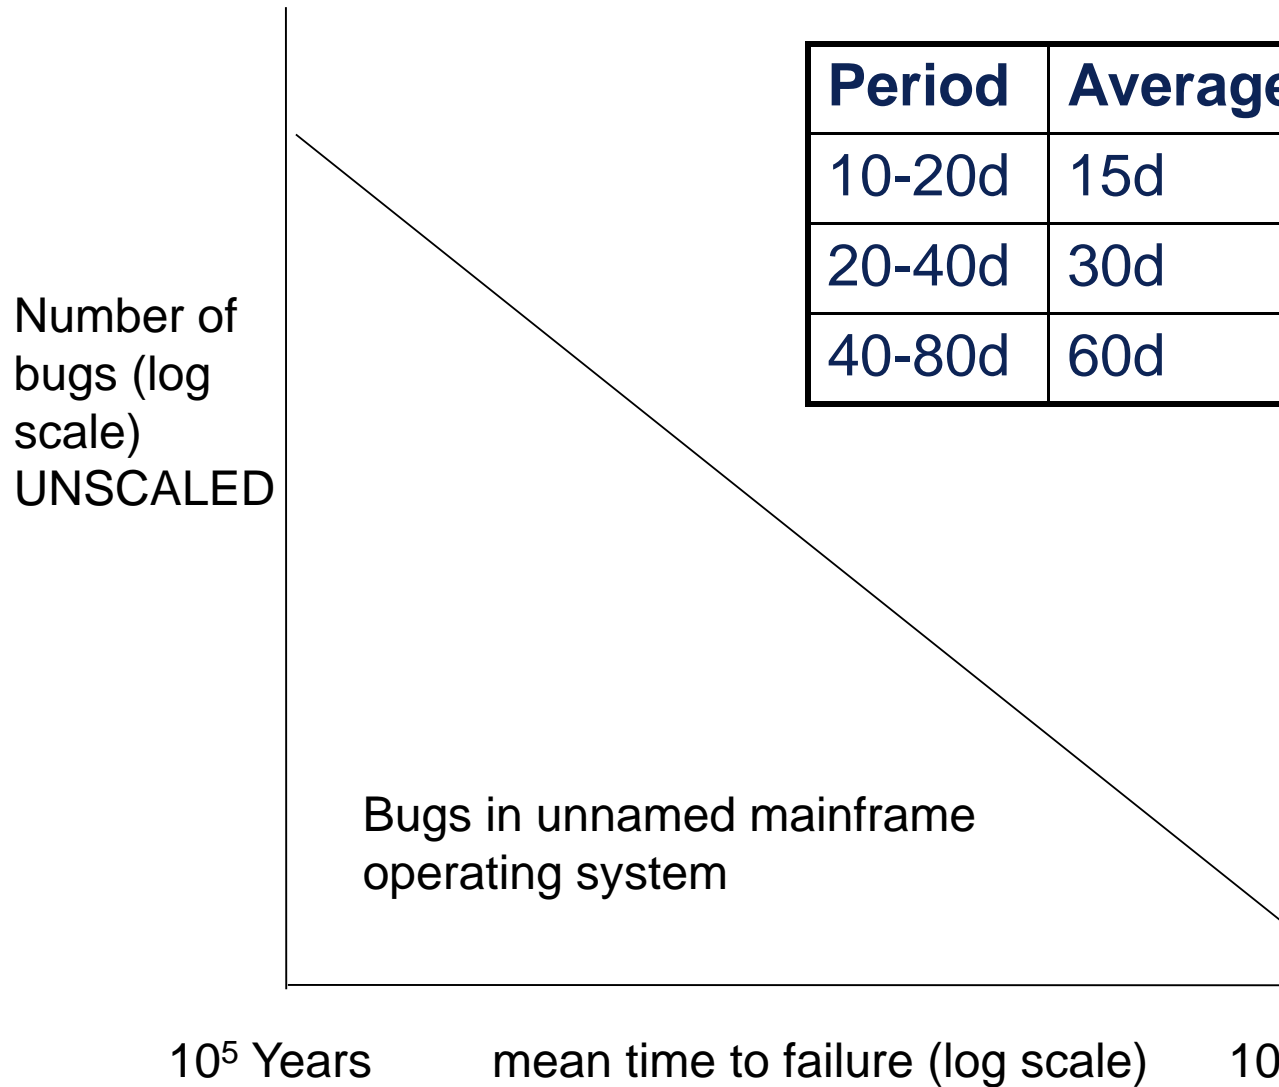 Period Average
10-20d 15d
20-40d 30d
40-80d 60d
Number of
bugs (log
scale)
UNSCALED
Bugs in unnamed mainframe
operating system
10⁵ Years mean time to failure (log scale) 10